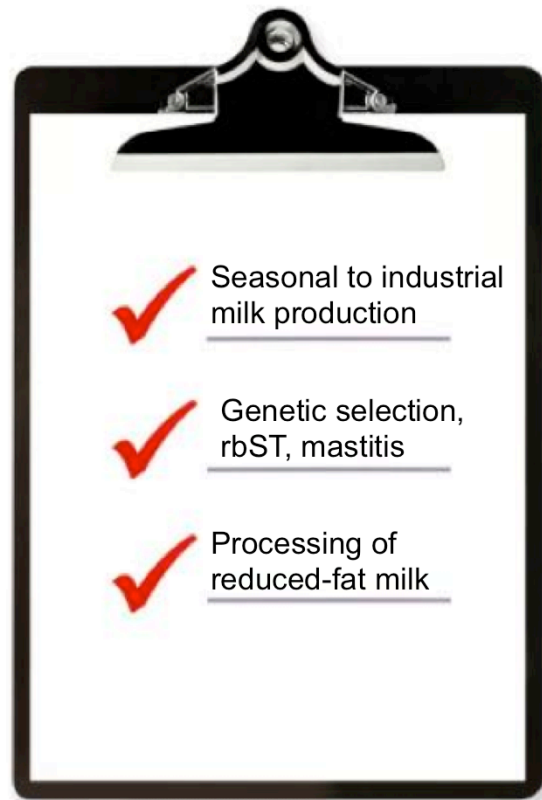 Seasonal to industrial
milk production
Genetic selection,
rbST, mastitis
Processing of
reduced-fat milk